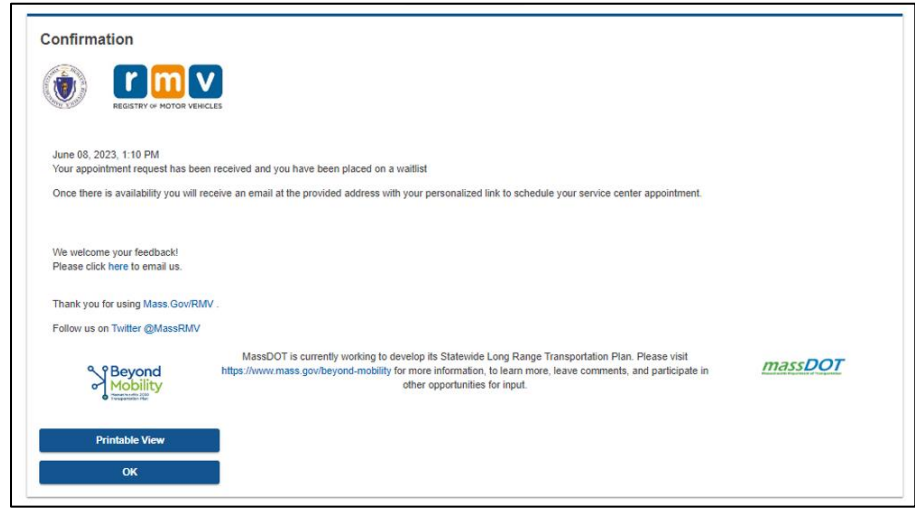 Confirmation
rmv
REGISTRY OF MOTOR VEHICLES
June 08, 2023, 1:10 PM
Your appointment request has been received and you have been placed on a waitlist
Once there is availability you will receive an email at the provided address with your personalized link to schedule your service center appointment.
We welcome your feedback!
Please click here to email us.
Thank you for using Mass.Gov/RMV .
Follow us on Twitter @MassRMV
Beyond
Mobility
MassDOT is currently working to develop its Statewide Long Range Transportation Plan. Please visit
https://www.mass.gov/beyond-mobility for more information, to learn more, leave comments, and participate in
other opportunities for input.
massDOT
Printable View
OK